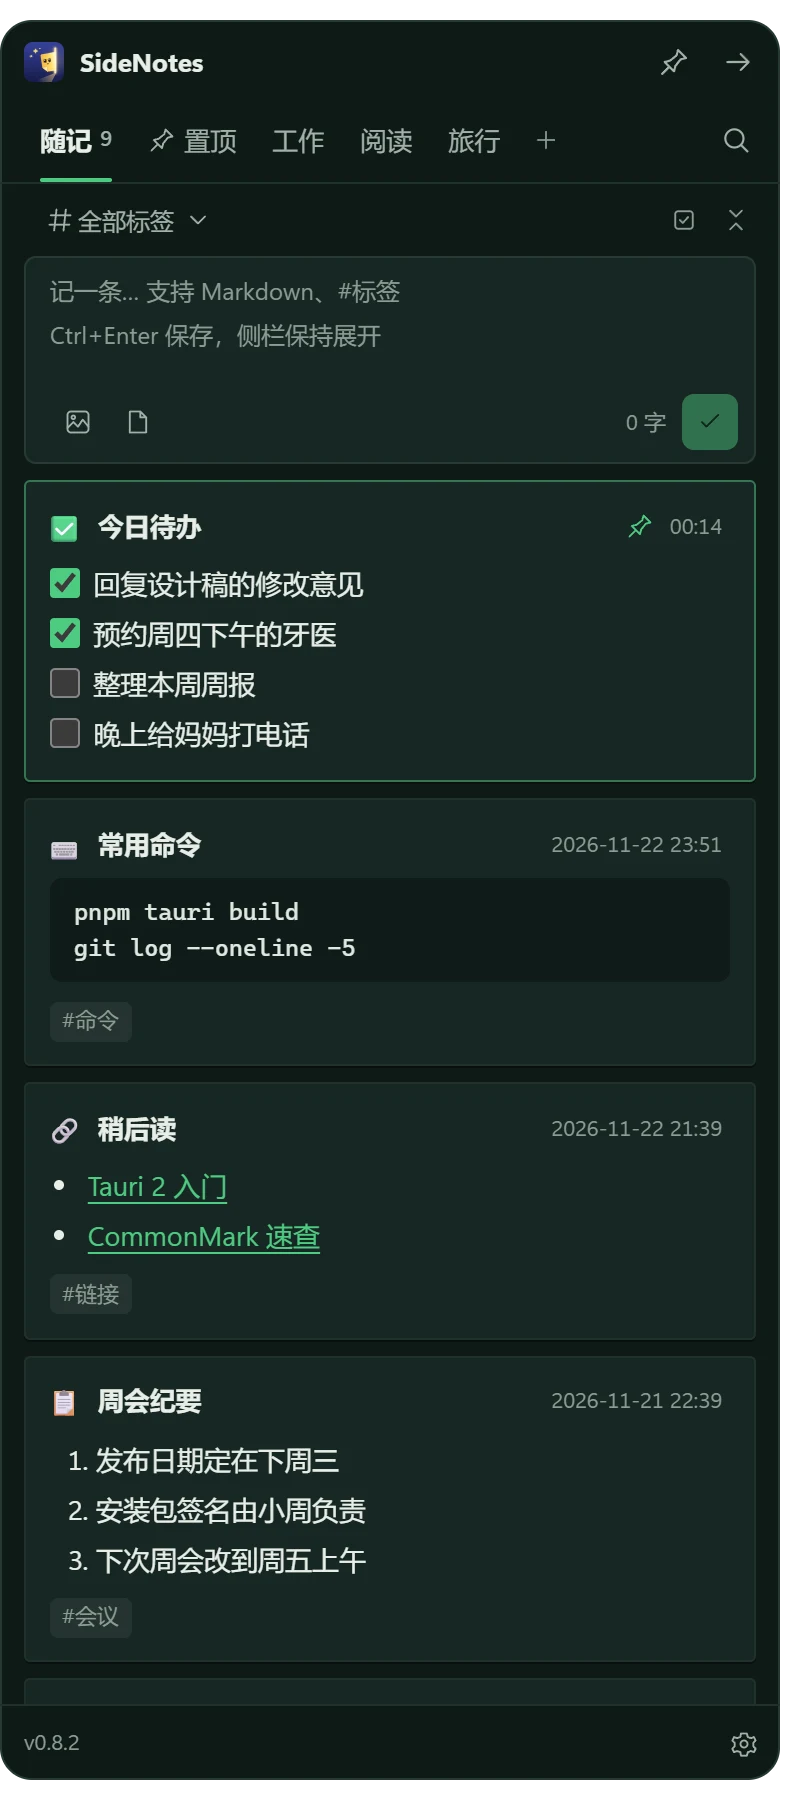 SideNotes
随记 9 置顶 工作 阅读 旅行
# 全部标签
记一条... 支持 Markdown、#标签
Ctrl+Enter 保存，侧栏保持展开
0 字
今日待办 00:14
回复设计稿的修改意见
预约周四下午的牙医
整理本周周报
晚上给妈妈打电话
常用命令 2026-11-22 23:51
pnpm tauri build
git log --oneline -5
#命令
稍后读 2026-11-22 21:39
• Tauri 2 入门
• CommonMark 速查
#链接
周会纪要 2026-11-21 22:39
1. 发布日期定在下周三
2. 安装包签名由小周负责
3. 下次周会改到周五上午
#会议
v0.8.2